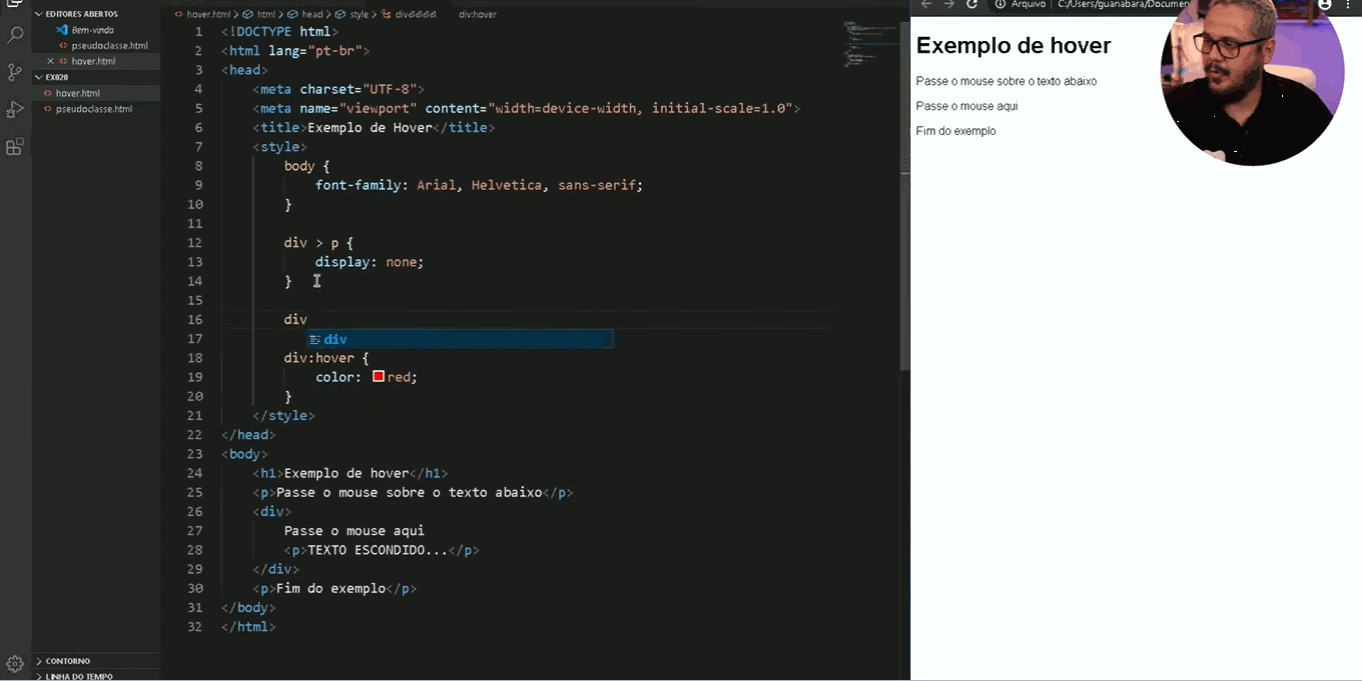 EDITORES ABERTOS
Bem-vindo
pseudoclasse.html
hover.html
EX020
hover.html
pseudoclasse.html
CONTORNO
LINHA DO TEMPO
hover.html > html > head > style > div:hover
1 <!DOCTYPE html>
2 <html lang="pt-br">
3 <head>
4 <meta charset="UTF-8">
5 <meta name="viewport" content="width=device-width, initial-scale=1.0">
6 <title>Exemplo de Hover</title>
7 <style>
8 body {
9 font-family: Arial, Helvetica, sans-serif;
10 }
11
12 div > p {
13 display: none;
14 }
15
16 div
17 div
18 div:hover {
19 color: red;
20 }
21 </style>
22 </head>
23 <body>
24 <h1>Exemplo de hover</h1>
25 <p>Passe o mouse sobre o texto abaixo</p>
26 <div>
27 Passe o mouse aqui
28 <p>TEXTO ESCONDIDO...</p>
29 </div>
30 <p>Fim do exemplo</p>
31 </body>
32 </html>
Arquivo C:/Users/guanabara/Documen
Exemplo de hover
Passe o mouse sobre o texto abaixo
Passe o mouse aqui
Fim do exemplo